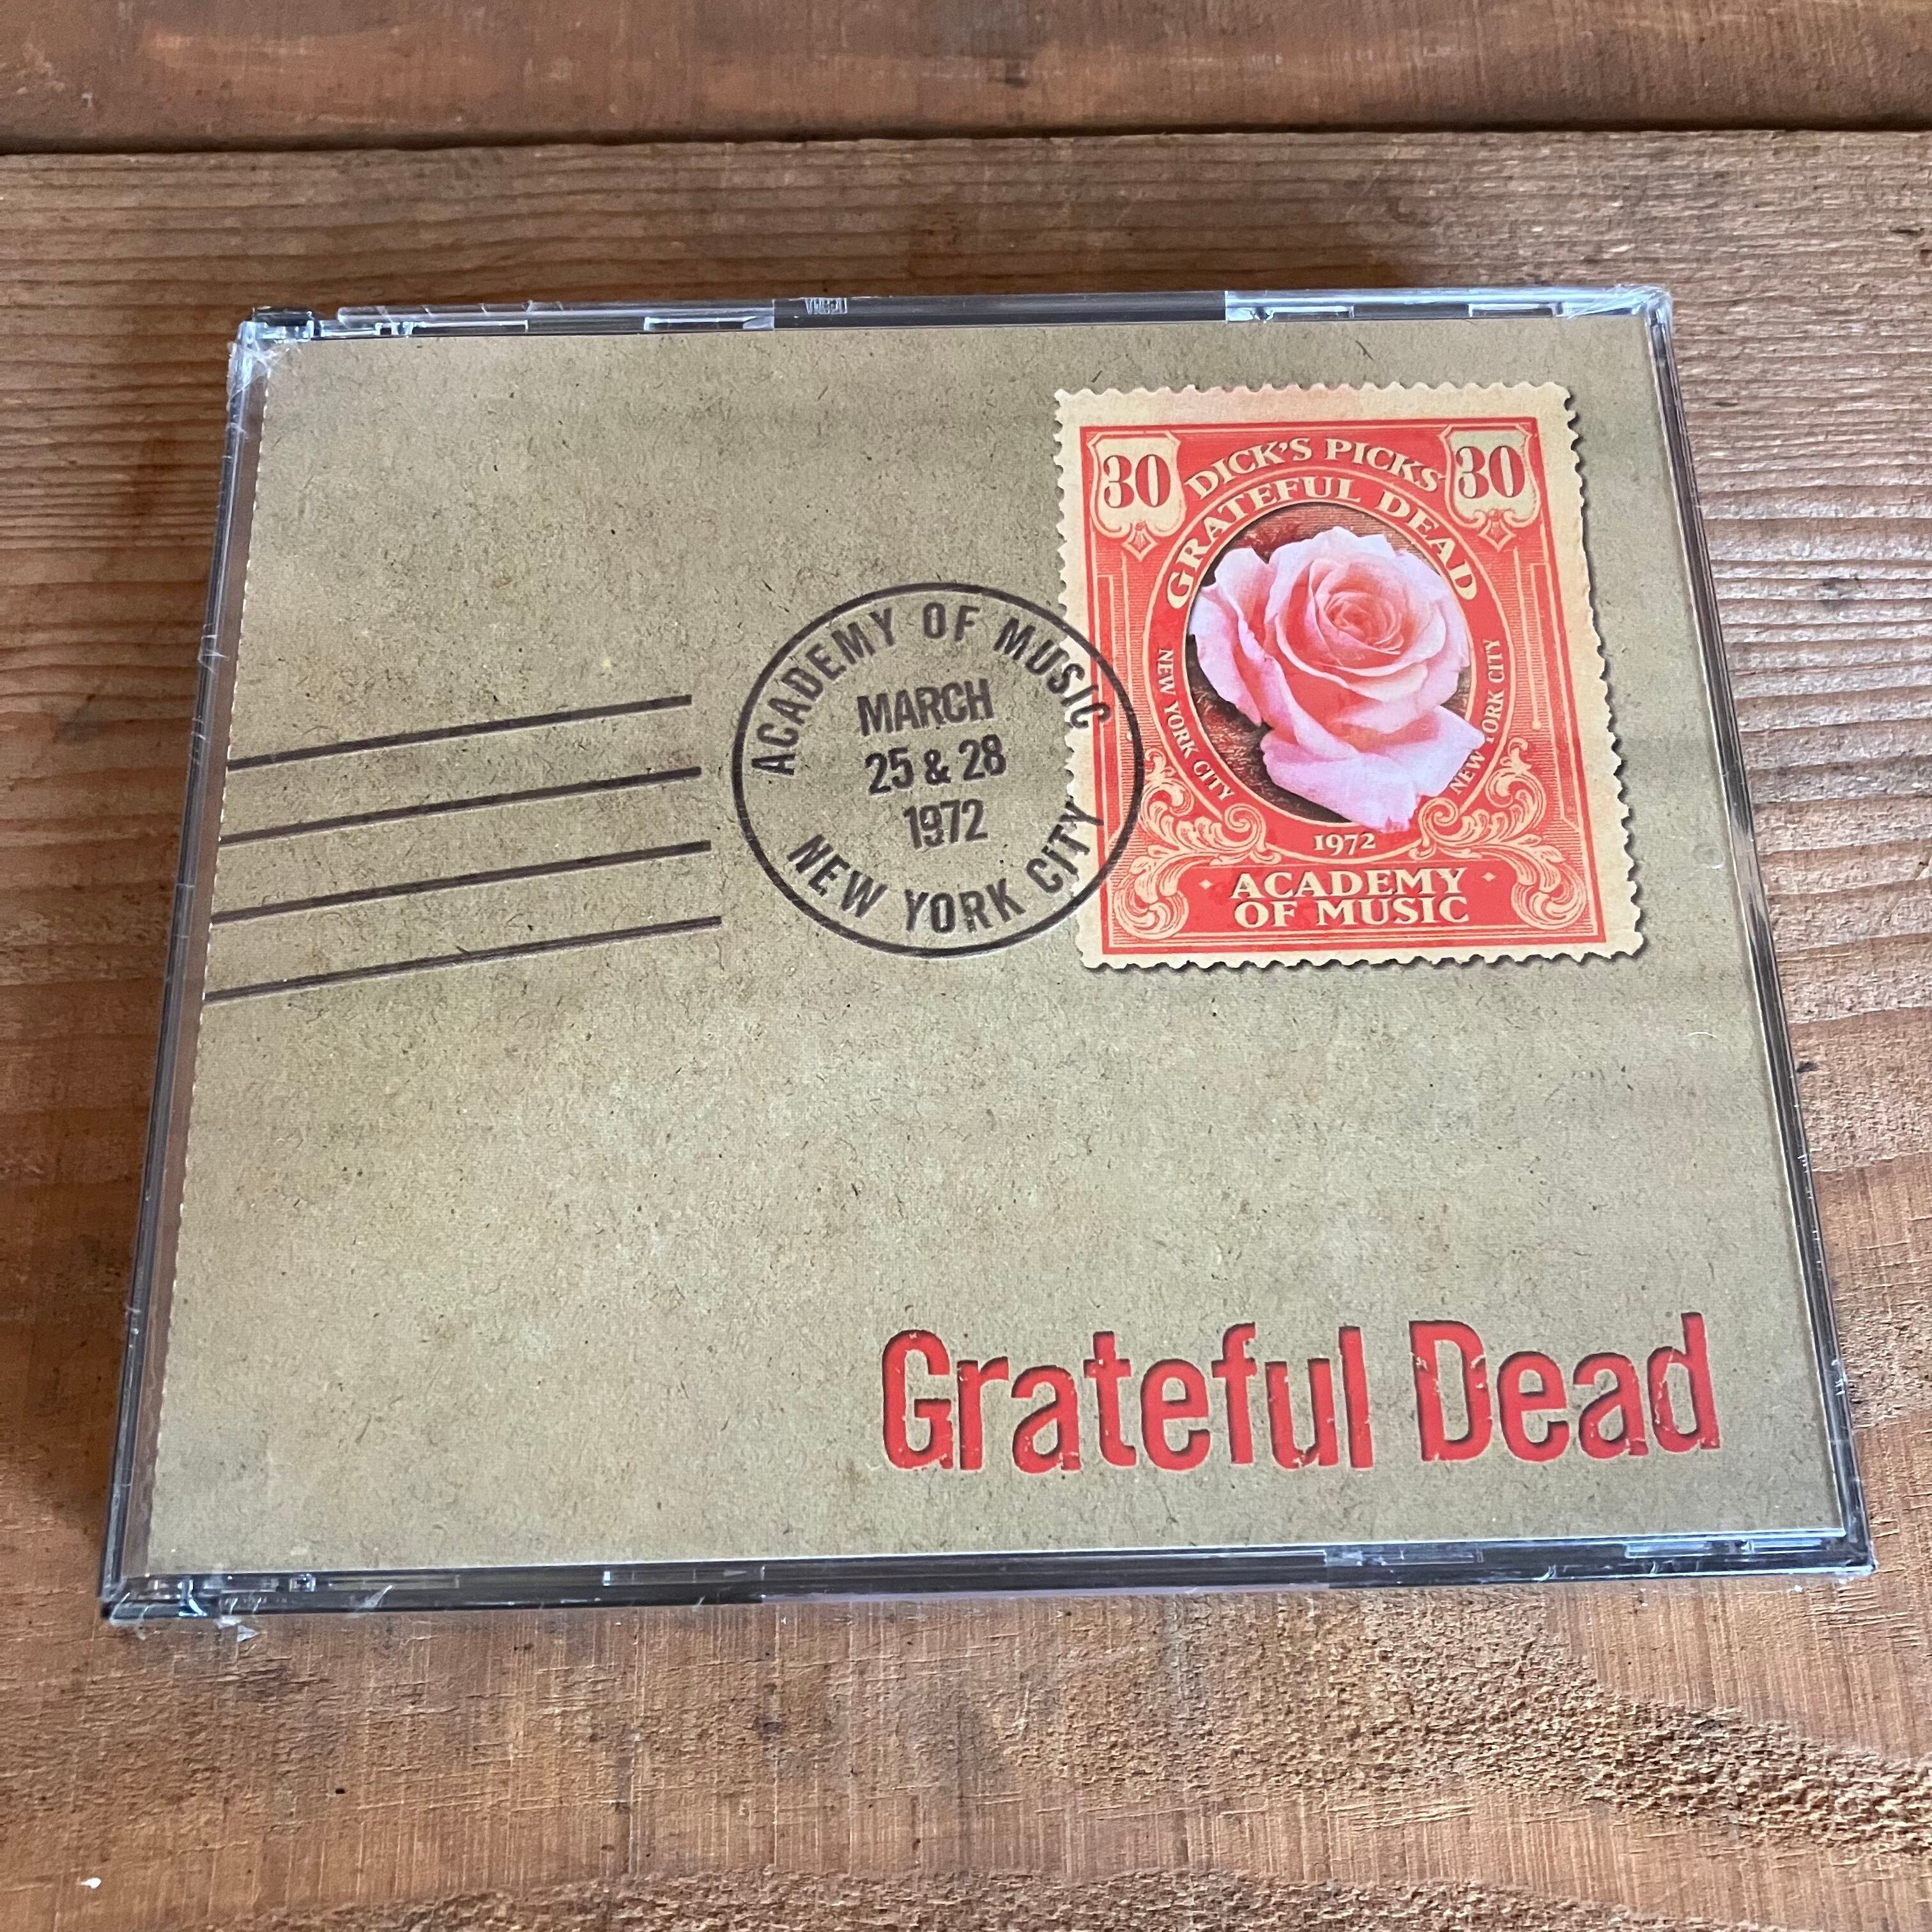 30 DICK'S PICKS 30
GRATEFUL DEAD
NEW YORK CITY NEW YORK CITY
1972
ACADEMY
OF MUSIC
ACADEMY OF MUSIC
MARCH
25 & 28
1972
NEW YORK CITY
Grateful Dead